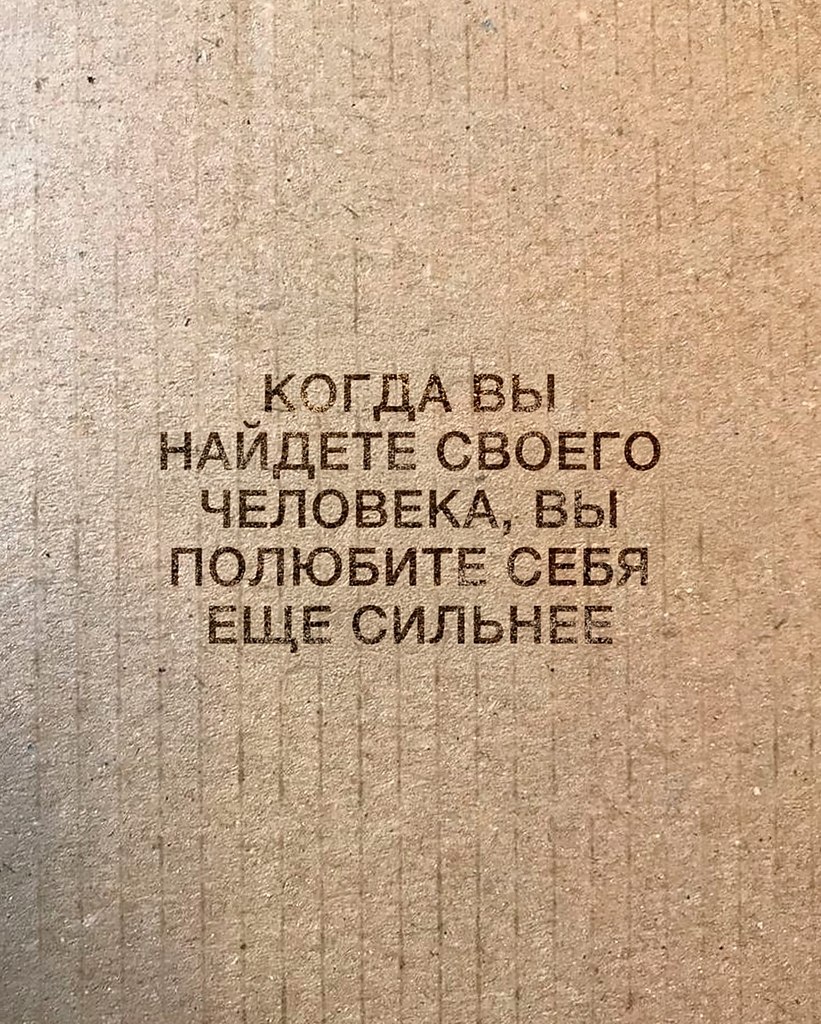 КОГДА ВЫ
НАЙДЕТЕ СВОЕГО
ЧЕЛОВЕКА, ВЫ
ПОЛЮБИТЕ СЕБЯ
ЕЩЕ СИЛЬНЕЕ